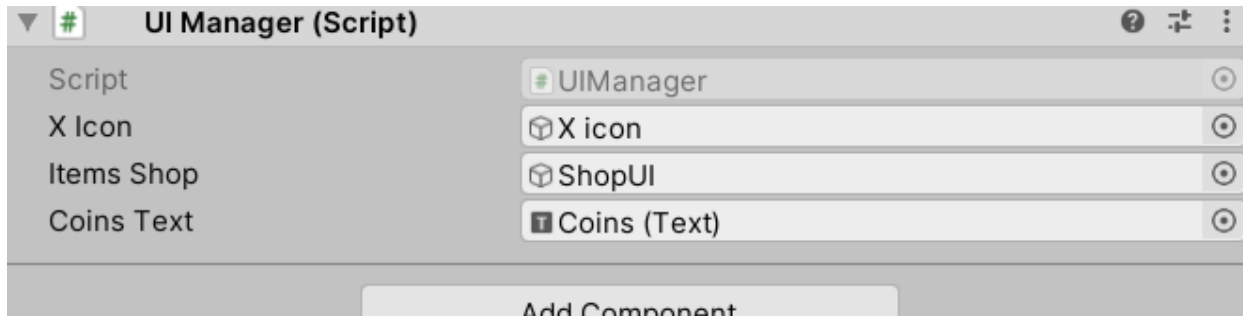 # UI Manager (Script)
Script # UIManager
X Icon X icon
Items Shop ShopUI
Coins Text T Coins (Text)
Add Component